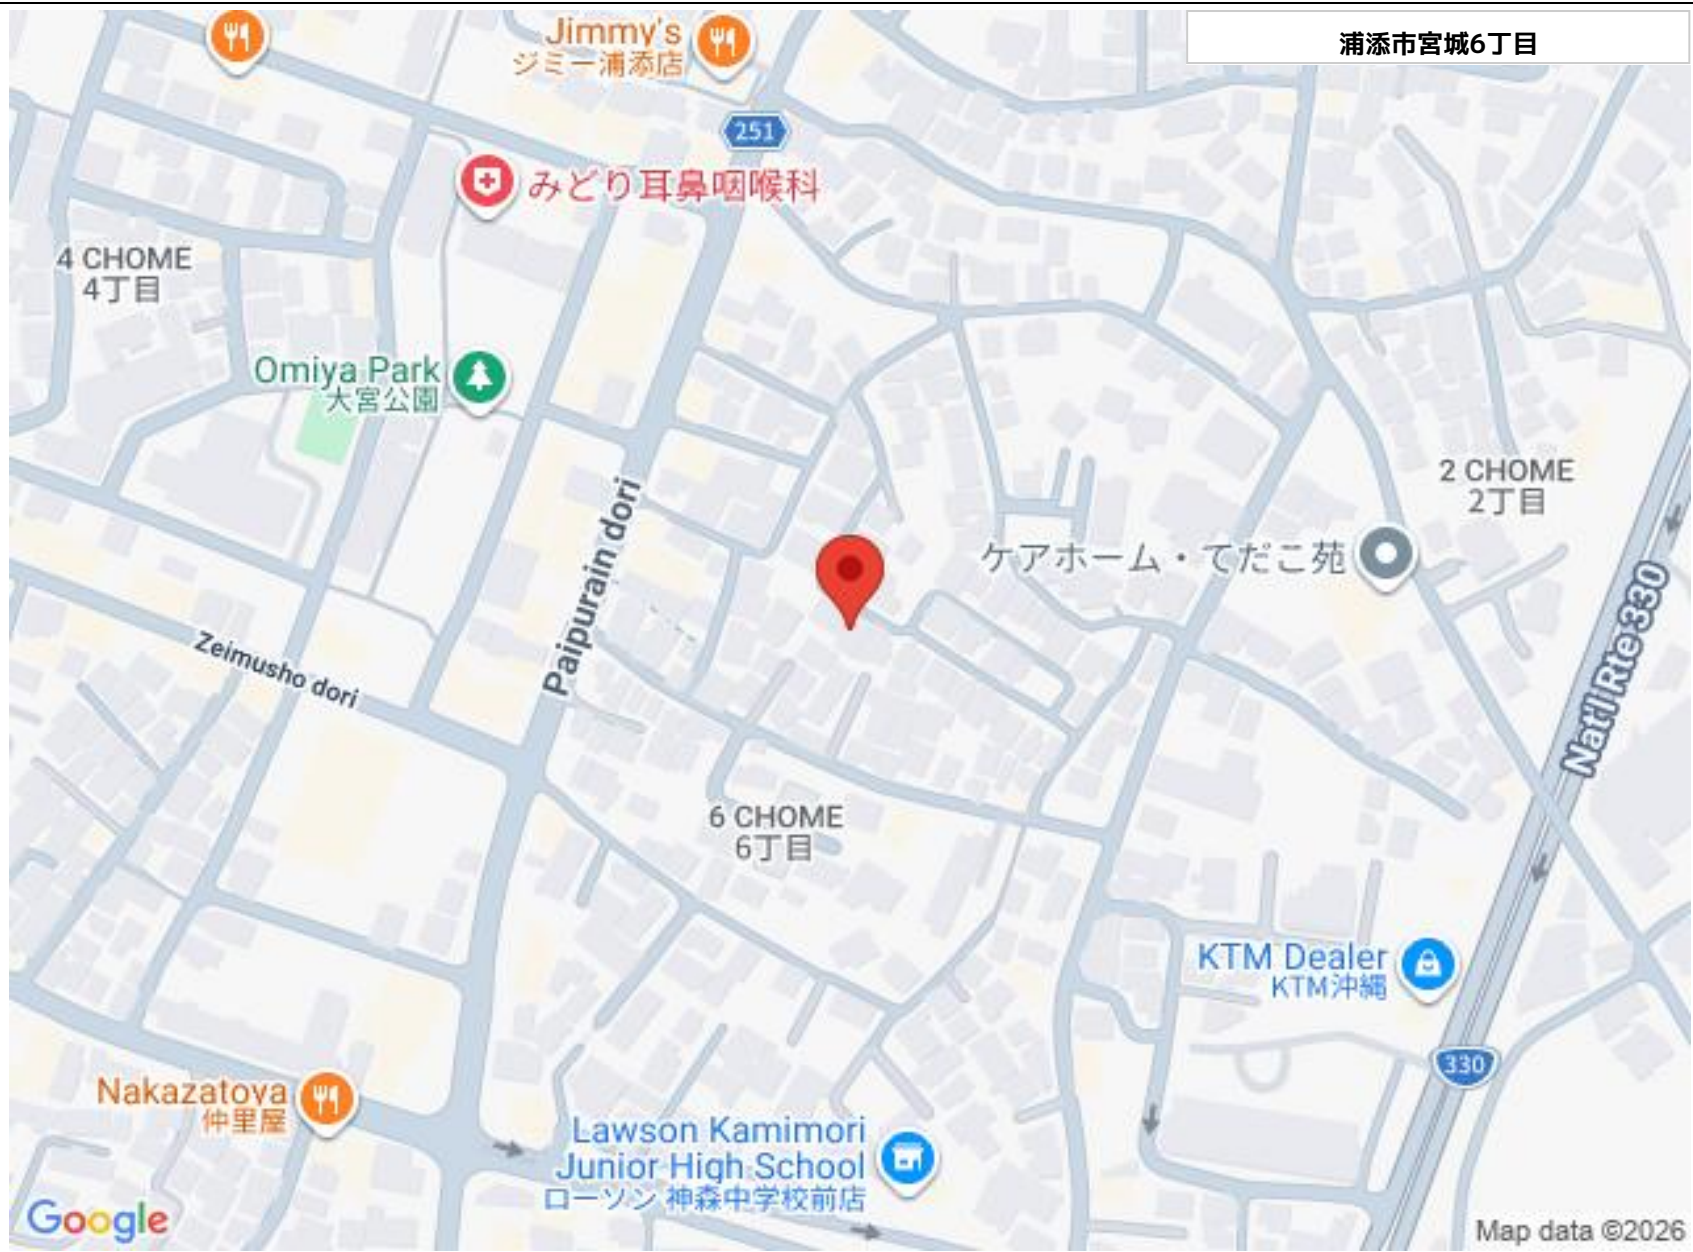 浦添市宮城6丁目
Jimmy's
ジミー浦添店
251
みどり耳鼻咽喉科
4 CHOME
4丁目
Omiya Park
大宮公園
2 CHOME
2丁目
Paipurain dori
ケアホーム・てだこ苑
Nat'l Rte 330
Zeimusho dori
6 CHOME
6丁目
KTM Dealer
KTM沖縄
330
Nakazatoya
仲里屋
Lawson Kamimori
Junior High School
ローソン 神森中学校前店
Google
Map data ©2026